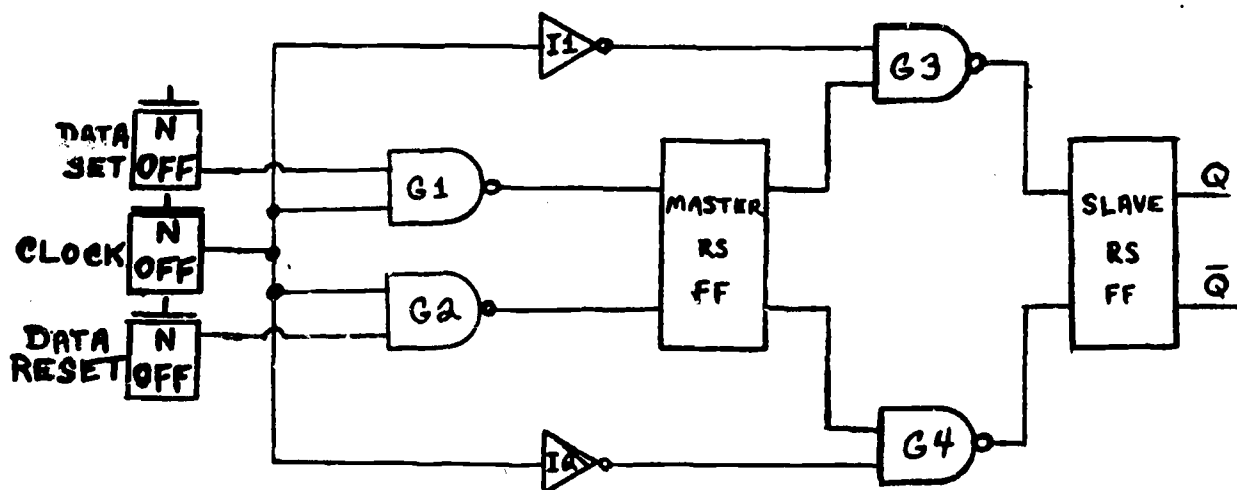 I1
G3
DATA
SET
N
OFF
G1
MASTER
RS
FF
SLAVE
RS
FF
Q
Q̅
CLOCK
N
OFF
G2
DATA
RESET
N
OFF
G4